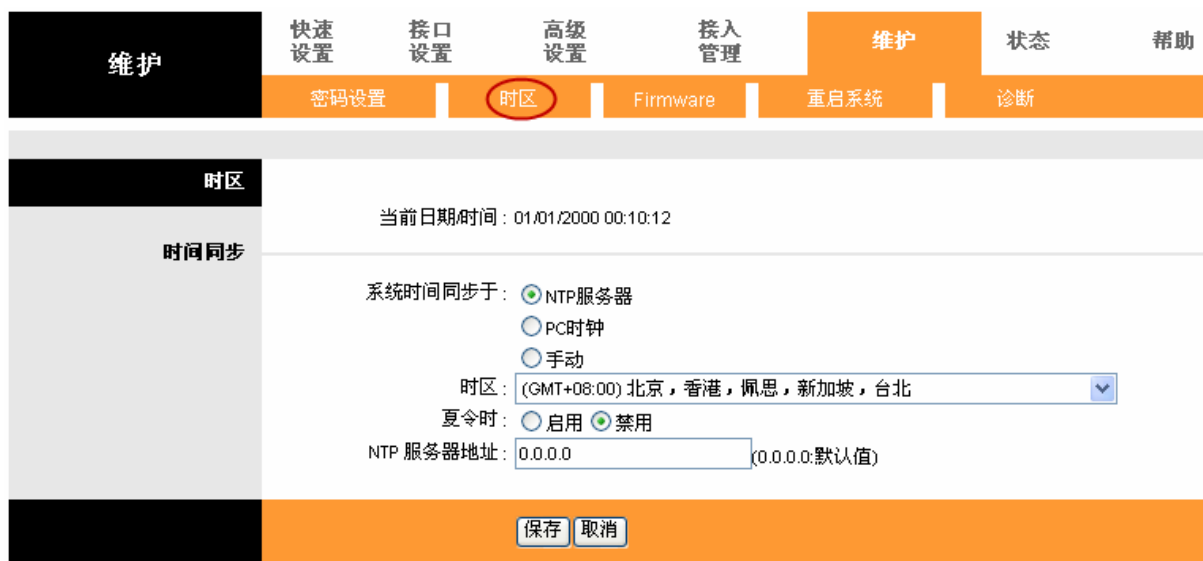 维护
快速
设置
接口
设置
高级
设置
接入
管理
维护
状态
帮助
密码设置
时区
Firmware
重启系统
诊断
时区
当前日期/时间 : 01/01/2000 00:10:12
时间同步
系统时间同步于 : NTP服务器
PC时钟
手动
时区 : (GMT+08:00) 北京，香港，佩思，新加坡，台北
夏令时 : 启用 禁用
NTP 服务器地址 : 0.0.0.0 (0.0.0.0:默认值)
保存 取消